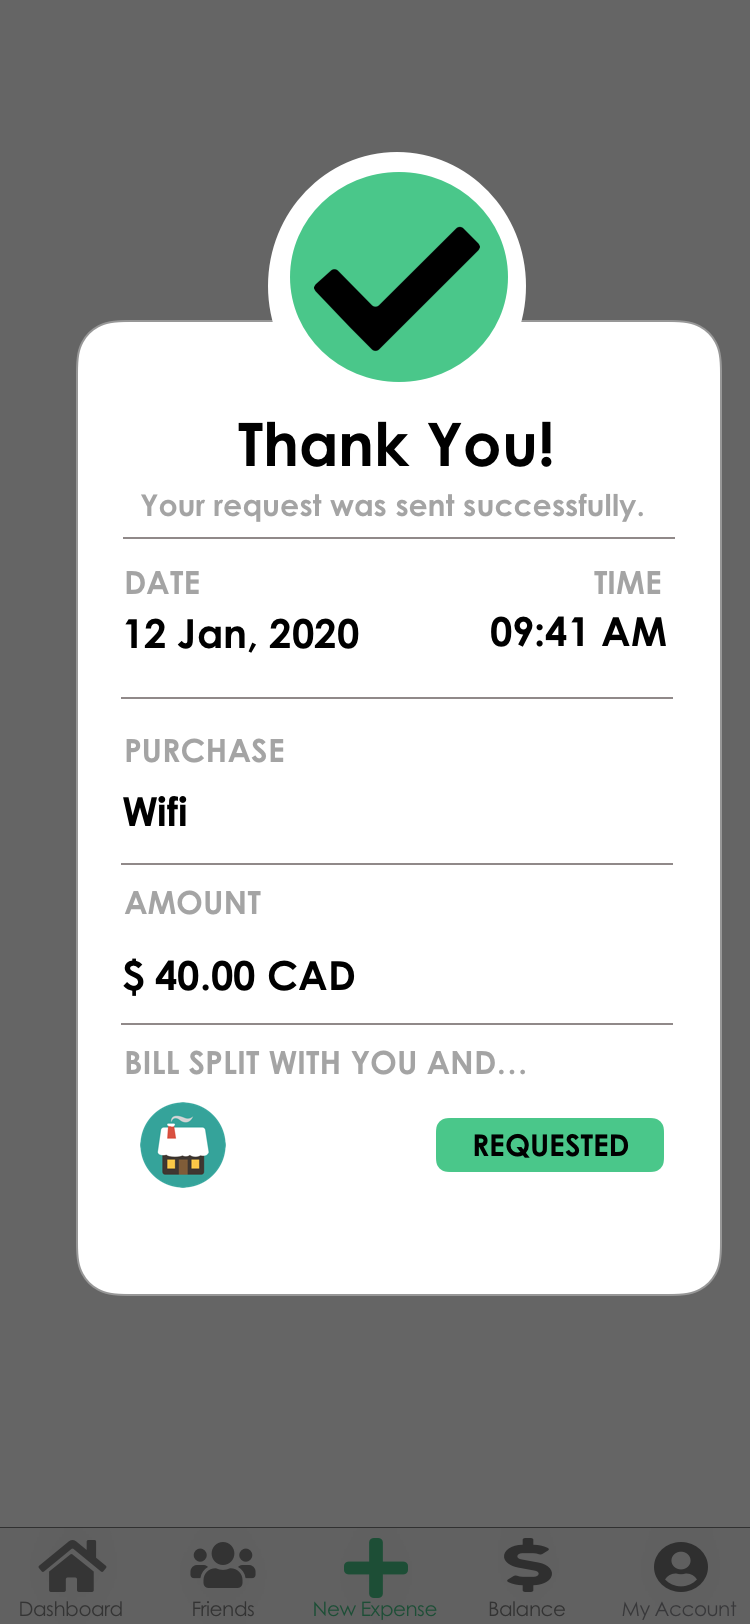 Thank You!
Your request was sent successfully.
DATE TIME
12 Jan, 2020 09:41 AM
PURCHASE
Wifi
AMOUNT
$ 40.00 CAD
BILL SPLIT WITH YOU AND...
REQUESTED
Dashboard Friends New Expense Balance My Account